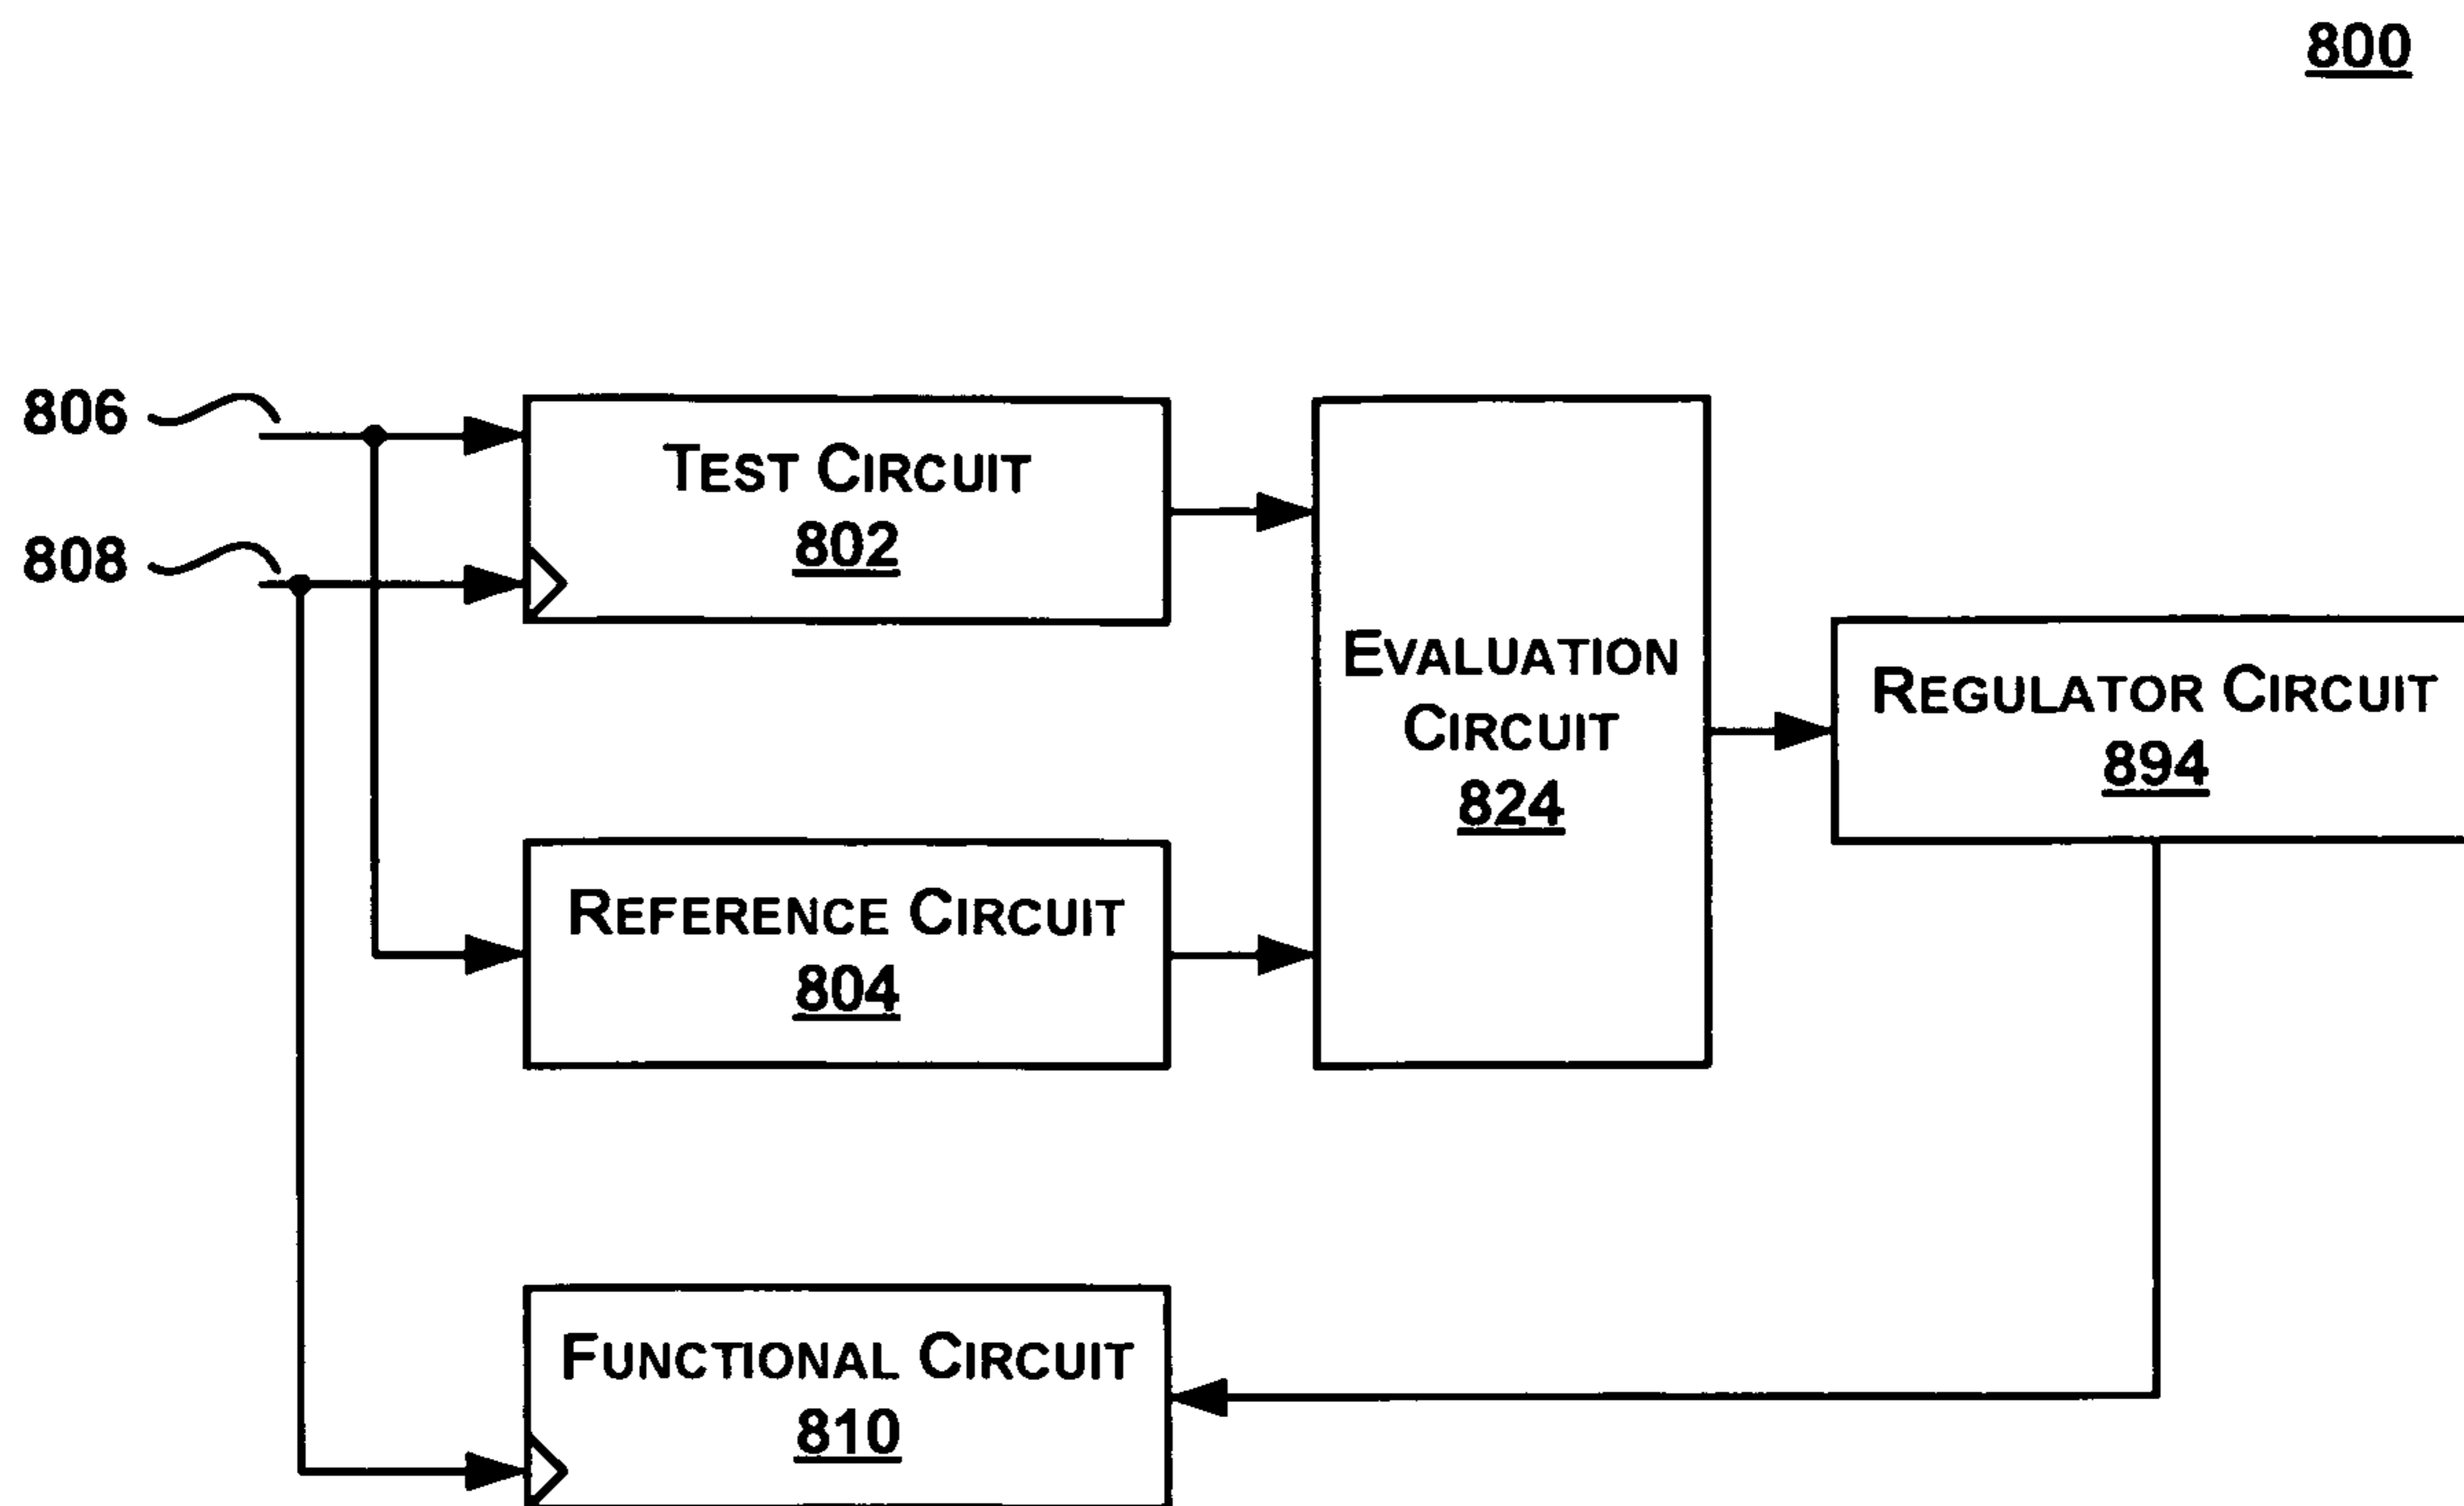 800
806
TEST CIRCUIT
802
808
EVALUATION
CIRCUIT
824
REGULATOR CIRCUIT
894
REFERENCE CIRCUIT
804
FUNCTIONAL CIRCUIT
810